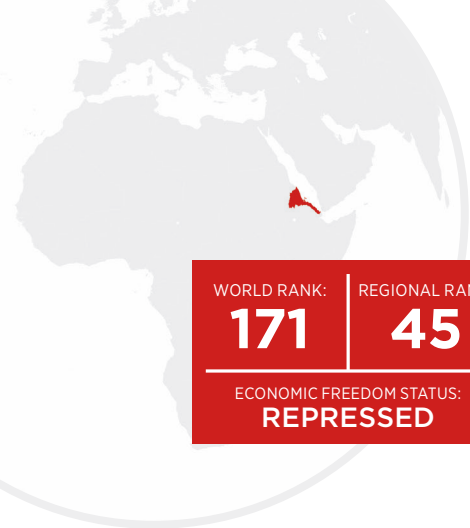 WORLD RANK:
171
REGIONAL RAN
45
ECONOMIC FREEDOM STATUS:
REPRESSED